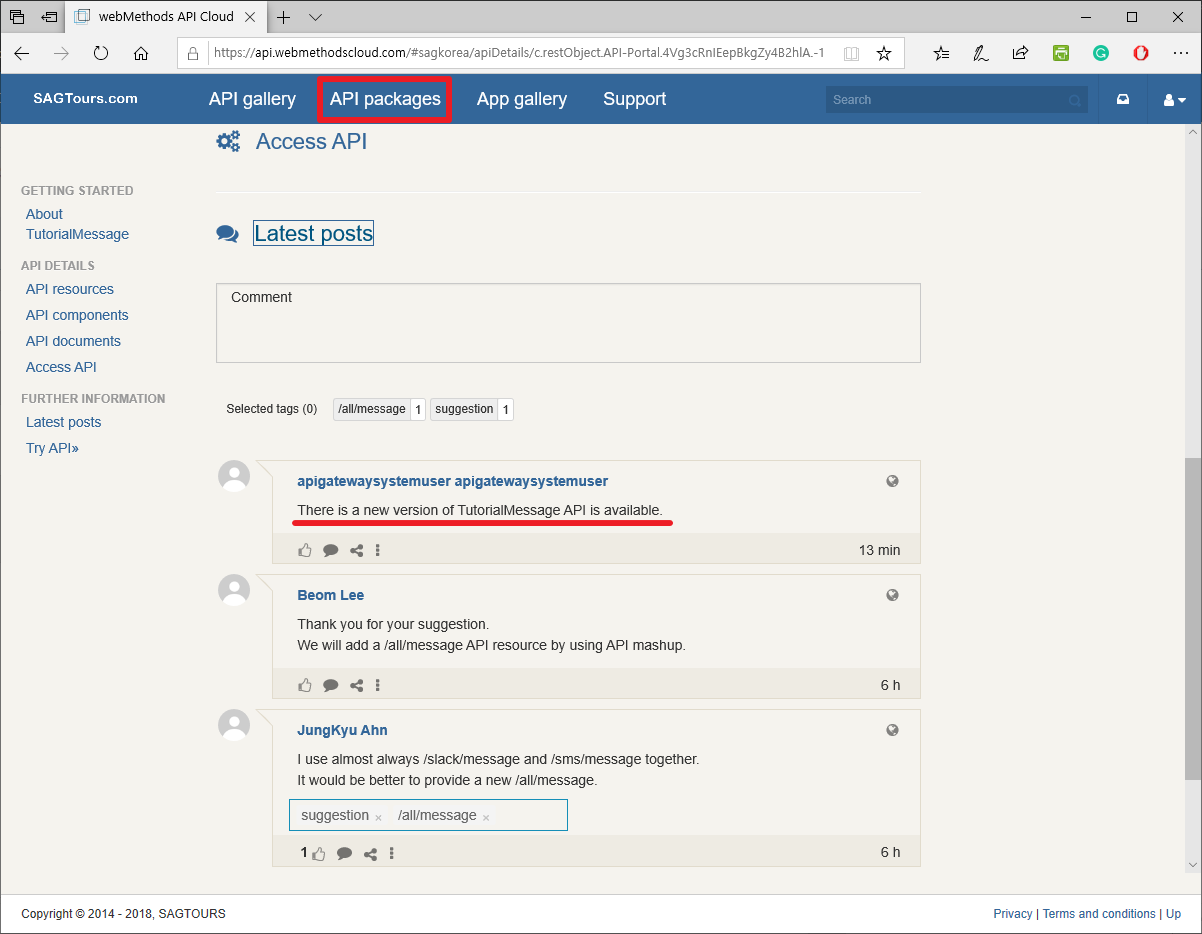 webMethods API Cloud
https://api.webmethodscloud.com/#sagkorea/apiDetails/c.restObject.API-Portal.4Vg3cRnIEepBkgZy4B2hlA.-1
SAGTours.com
API gallery
API packages
App gallery
Support
Search
Access API
GETTING STARTED
About
TutorialMessage
API DETAILS
API resources
API components
API documents
Access API
FURTHER INFORMATION
Latest posts
Try API»
Latest posts
Comment
Selected tags (0) /all/message 1 suggestion 1
apigatewaysystemuser apigatewaysystemuser
There is a new version of TutorialMessage API is available.
13 min
Beom Lee
Thank you for your suggestion.
We will add a /all/message API resource by using API mashup.
6 h
JungKyu Ahn
I use almost always /slack/message and /sms/message together.
It would be better to provide a new /all/message.
suggestion × /all/message ×
1
6 h
Copyright © 2014 - 2018, SAGTOURS
Privacy | Terms and conditions | Up